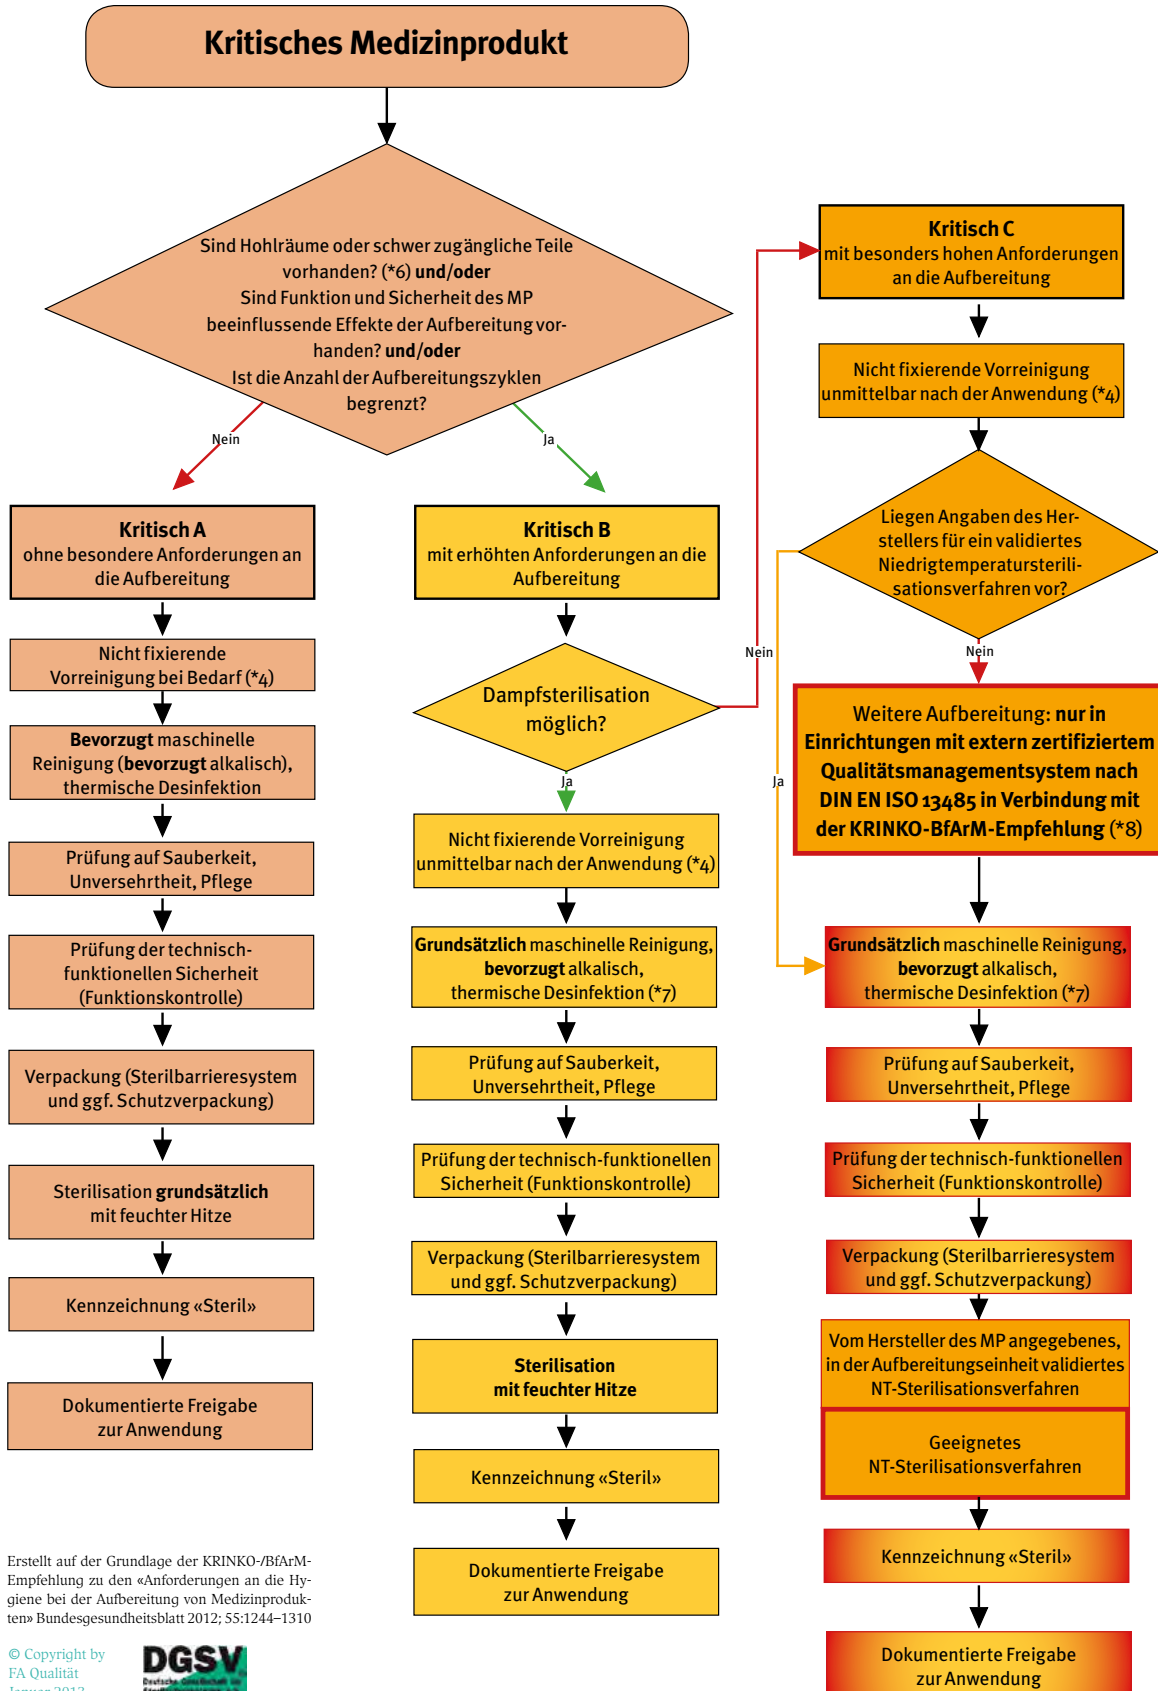 Kritisches Medizinprodukt
Sind Hohlräume oder schwer zugängliche Teile
vorhanden? (*6) und/oder
Sind Funktion und Sicherheit des MP
beeinflussende Effekte der Aufbereitung vor-
handen? und/oder
Ist die Anzahl der Aufbereitungszyklen
begrenzt?
Nein
Ja
Kritisch A
ohne besondere Anforderungen an
die Aufbereitung
Nicht fixierende
Vorreinigung bei Bedarf (*4)
Bevorzugt maschinelle
Reinigung (bevorzugt alkalisch),
thermische Desinfektion
Prüfung auf Sauberkeit,
Unversehrtheit, Pflege
Prüfung der technisch-
funktionellen Sicherheit
(Funktionskontrolle)
Verpackung (Sterilbarrieresystem
und ggf. Schutzverpackung)
Sterilisation grundsätzlich
mit feuchter Hitze
Kennzeichnung «Steril»
Dokumentierte Freigabe
zur Anwendung
Kritisch B
mit erhöhten Anforderungen an die
Aufbereitung
Dampfsterilisation
möglich?
Nein
Ja
Nicht fixierende Vorreinigung
unmittelbar nach der Anwendung (*4)
Grundsätzlich maschinelle Reinigung,
bevorzugt alkalisch,
thermische Desinfektion (*7)
Prüfung auf Sauberkeit,
Unversehrtheit, Pflege
Prüfung der technisch-funktionellen
Sicherheit (Funktionskontrolle)
Verpackung (Sterilbarrieresystem
und ggf. Schutzverpackung)
Sterilisation
mit feuchter Hitze
Kennzeichnung «Steril»
Dokumentierte Freigabe
zur Anwendung
Kritisch C
mit besonders hohen Anforderungen
an die Aufbereitung
Nicht fixierende Vorreinigung
unmittelbar nach der Anwendung (*4)
Liegen Angaben des Her-
stellers für ein validiertes
Niedrigtemperatursterili-
sationsverfahren vor?
Nein
Ja
Weitere Aufbereitung: nur in
Einrichtungen mit extern zertifiziertem
Qualitätsmanagementsystem nach
DIN EN ISO 13485 in Verbindung mit
der KRINKO-BfArM-Empfehlung (*8)
Grundsätzlich maschinelle Reinigung,
bevorzugt alkalisch,
thermische Desinfektion (*7)
Prüfung auf Sauberkeit,
Unversehrtheit, Pflege
Prüfung der technisch-funktionellen
Sicherheit (Funktionskontrolle)
Verpackung (Sterilbarrieresystem
und ggf. Schutzverpackung)
Vom Hersteller des MP angegebenes,
in der Aufbereitungseinheit validiertes
NT-Sterilisationsverfahren
Geeignetes
NT-Sterilisationsverfahren
Kennzeichnung «Steril»
Dokumentierte Freigabe
zur Anwendung
Erstellt auf der Grundlage der KRINKO-/BfArM-
Empfehlung zu den «Anforderungen an die Hy-
giene bei der Aufbereitung von Medizinproduk-
ten» Bundesgesundheitsblatt 2012; 55:1244–1310
© Copyright by
FA Qualität
Januar 2013
DGSV
Deutsche Gesellschaft für